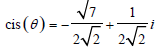 cis(θ) = −√7/(2√2) + 1/(2√2) i